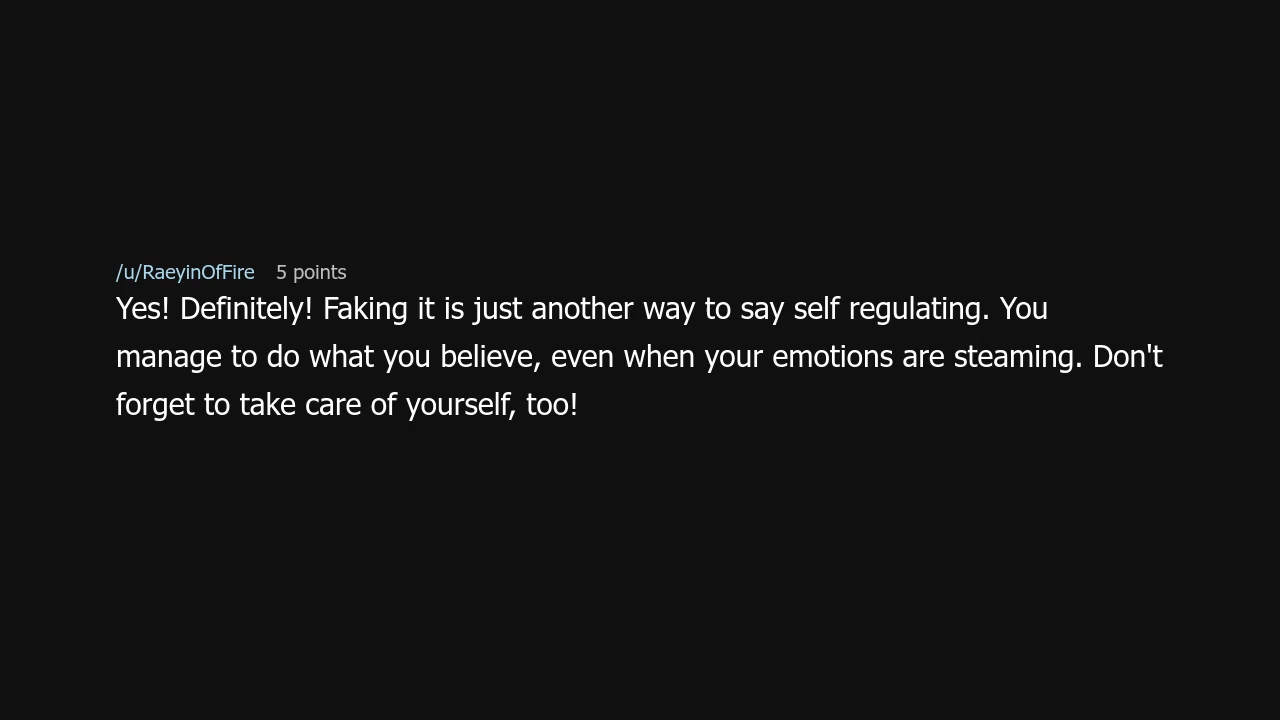 /u/RaeyinOfFire 5 points
Yes! Definitely! Faking it is just another way to say self regulating. You
manage to do what you believe, even when your emotions are steaming. Don't
forget to take care of yourself, too!